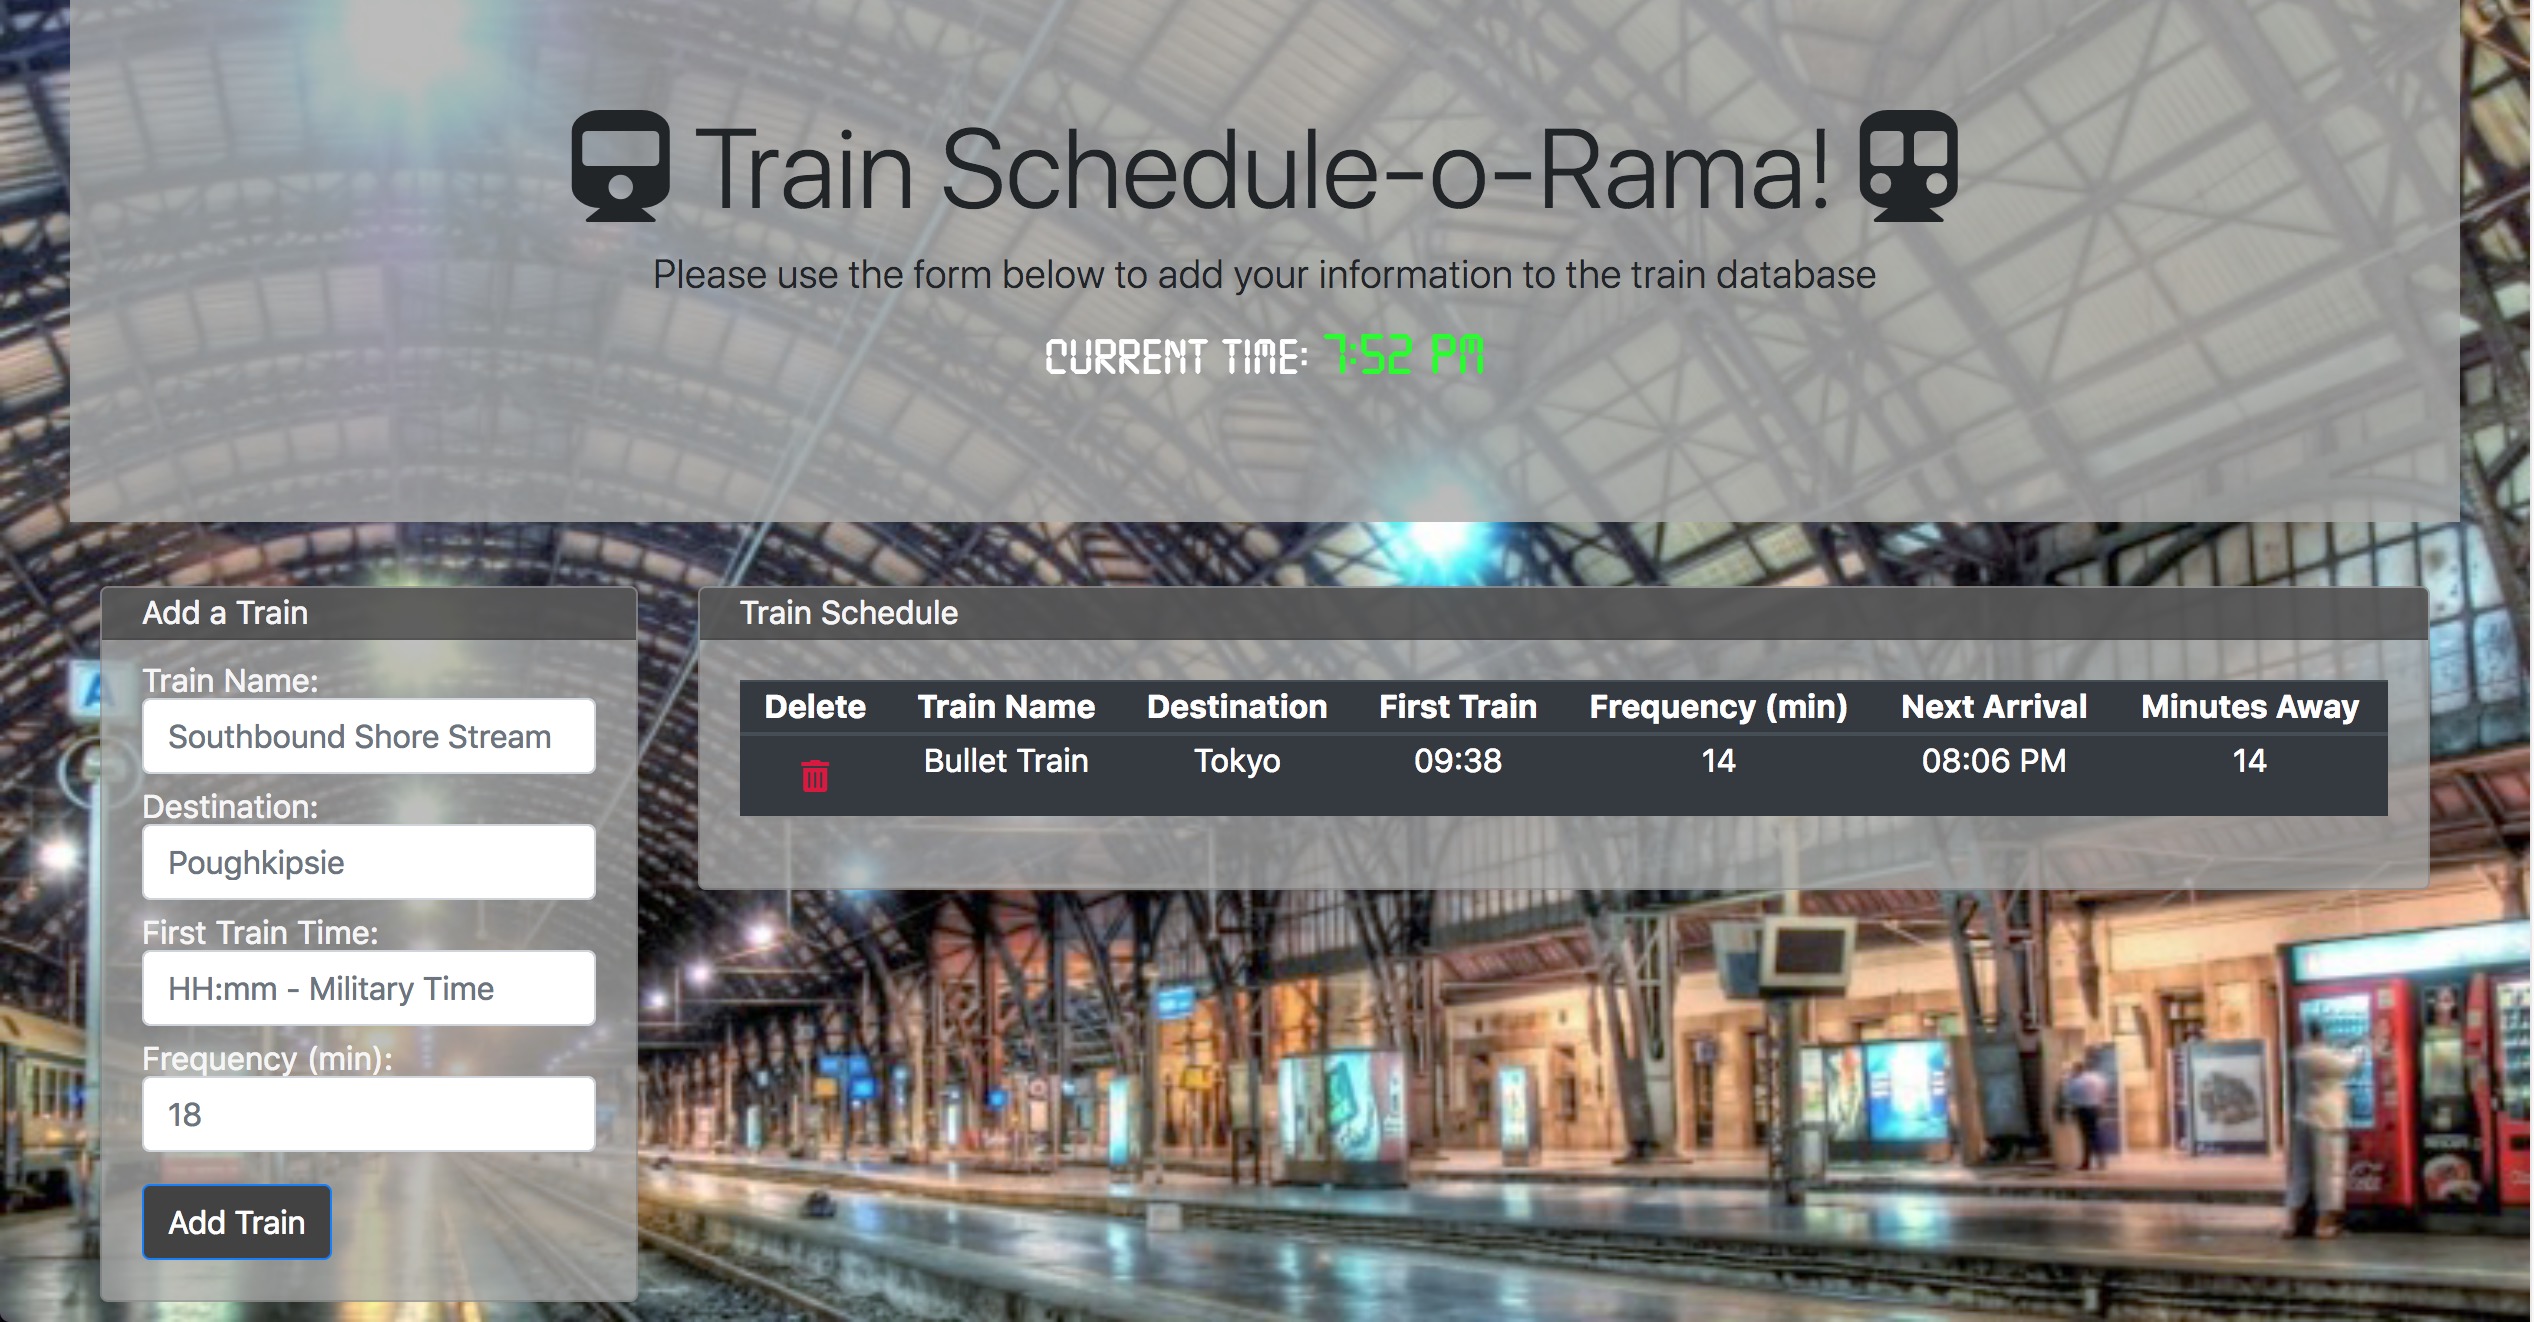 Train Schedule-o-Rama!
Please use the form below to add your information to the train database
CURRENT TIME: 7:52 PM
Add a Train
Train Name:
Southbound Shore Stream
Destination:
Poughkipsie
First Train Time:
HH:mm - Military Time
Frequency (min):
18
Add Train
Train Schedule
Delete Train Name Destination First Train Frequency (min) Next Arrival Minutes Away
Bullet Train Tokyo 09:38 14 08:06 PM 14
A